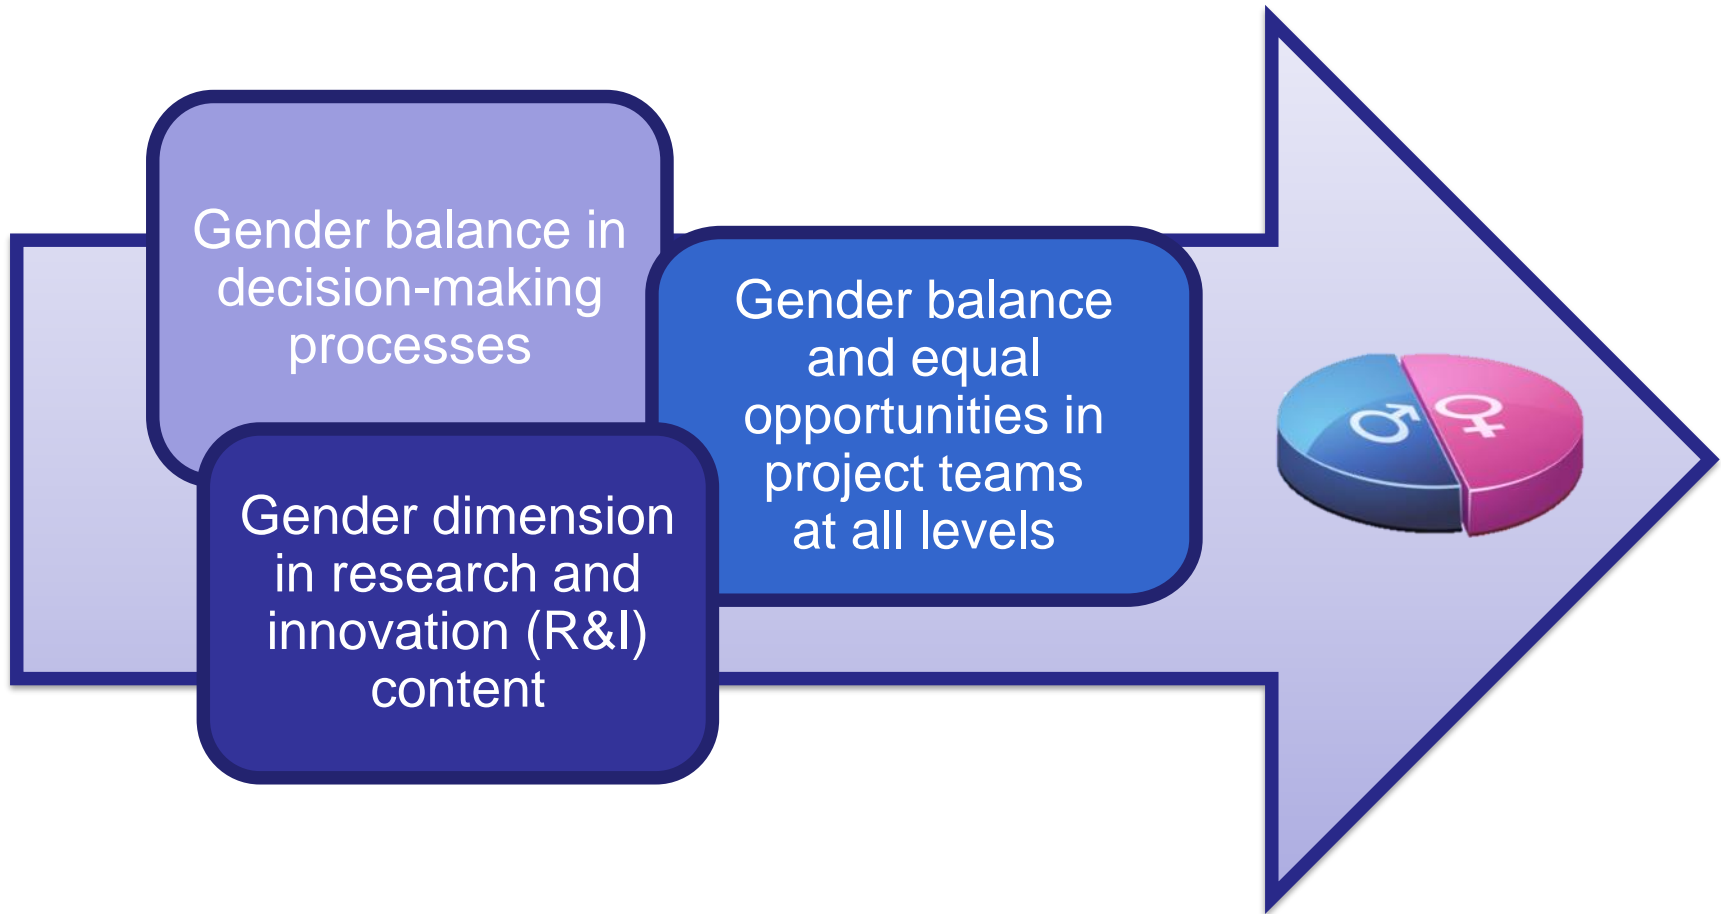 Gender balance in
decision-making
processes
Gender balance
and equal
opportunities in
project teams
at all levels
Gender dimension
in research and
innovation (R&I)
content